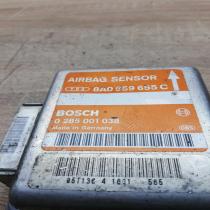 AIRBAG SENSOR
8A0 959 655 C
BOSCH
0 285 001 038
Made in Germany